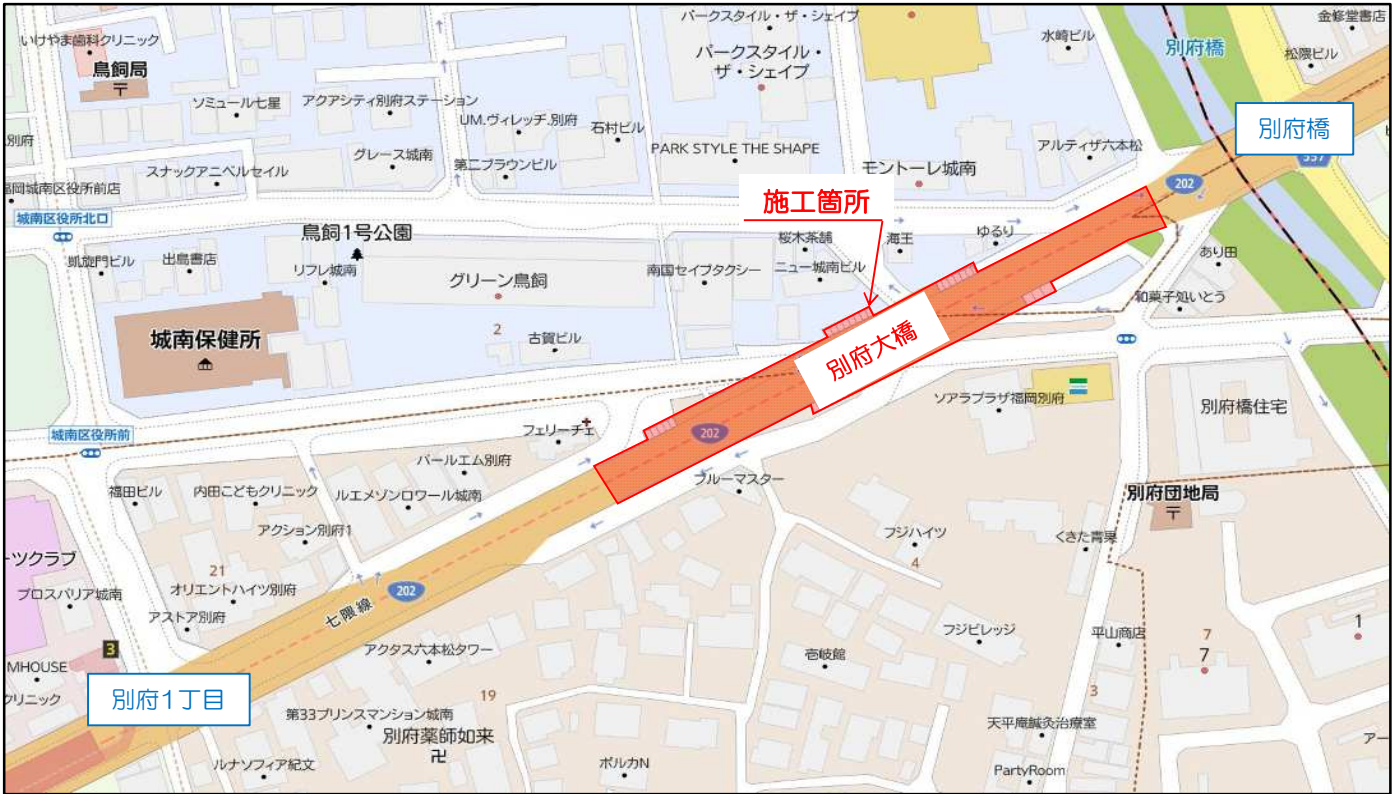 いけやま歯科クリニック
鳥飼局
〒
ソミュール七星
アクアシティ別府ステーション
UM.ヴィレッヂ.別府
石村ビル
パークスタイル・ザ・シェイプ
パークスタイル・
ザ・シェイプ
水崎ビル
別府橋
金修堂書店
松隈ビル
別府橋
別府
スナックアニベルセイル
グレース城南
第二ブラウンビル
PARK STYLE THE SHAPE
モントーレ城南
アルティザ六本松
202
福岡城南区役所前店
城南区役所北口
施工箇所
凱旋門ビル
出島書店
鳥飼1号公園
リフレ城南
グリーン鳥飼
南国セイブタクシー
桜木茶舗
ニュー城南ビル
海王
ゆるり
あり田
和菓子処いとう
城南保健所
2
古賀ビル
別府大橋
ソアラプラザ福岡別府
別府橋住宅
城南区役所前
フェリーチェ
202
パールエム別府
福田ビル
内田こどもクリニック
ルエメゾンロワール城南
ブルーマスター
別府団地局
〒
アクション別府1
フジハイツ
4
くきた青果
ーツクラブ
プロスパリア城南
21
オリエントハイツ別府
アストア別府
202
七隈線
3
アクタス六本松タワー
フジビレッジ
平山商店
7
7
1
MHOUSE
クリニック
別府1丁目
壱岐館
19
第33プリンスマンション城南
別府薬師如来
卍
3
天平庵鍼灸治療室
ルナソフィア紀文
ボルカN
PartyRoom
アー